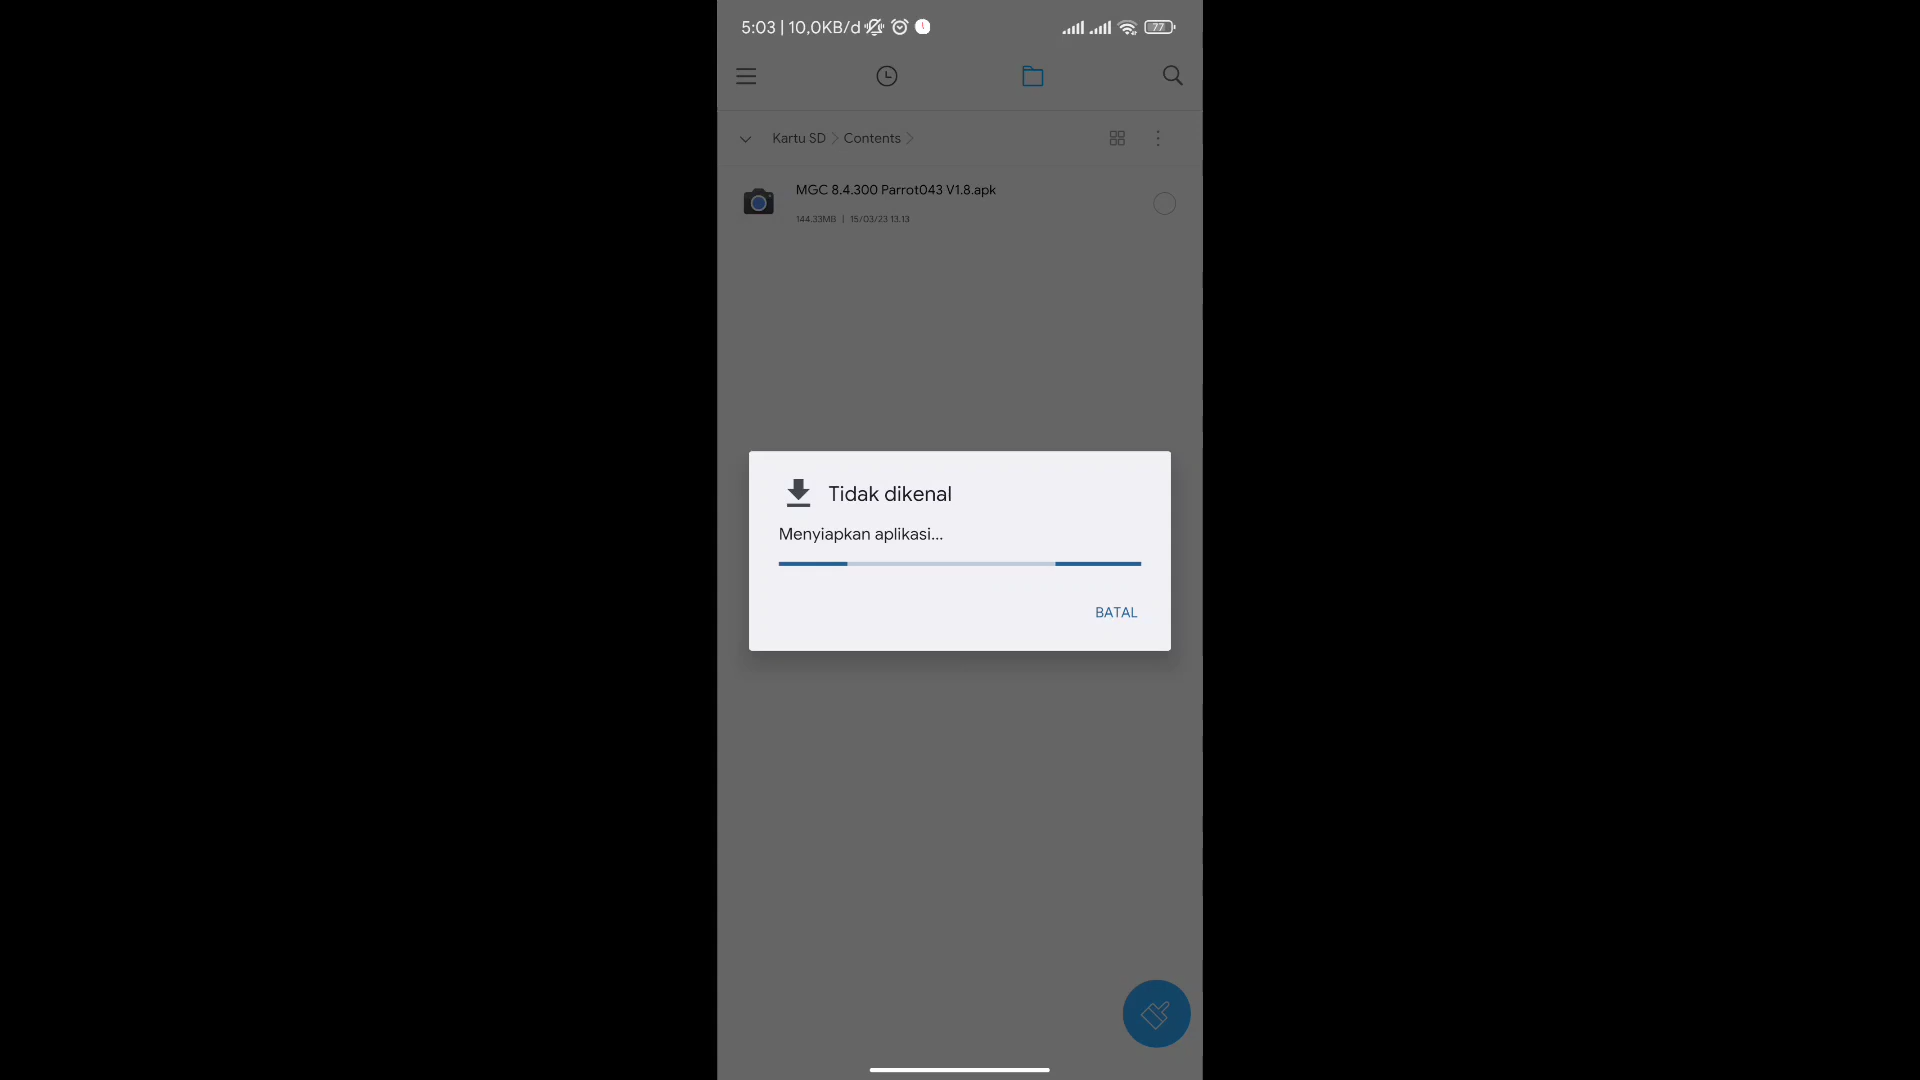 5:03 | 10,0KB/d
77
Kartu SD > Contents >
MGC 8.4.300 Parrot043 V1.8.apk
144.33MB | 15/03/23 13.13
Tidak dikenal
Menyiapkan aplikasi...
BATAL